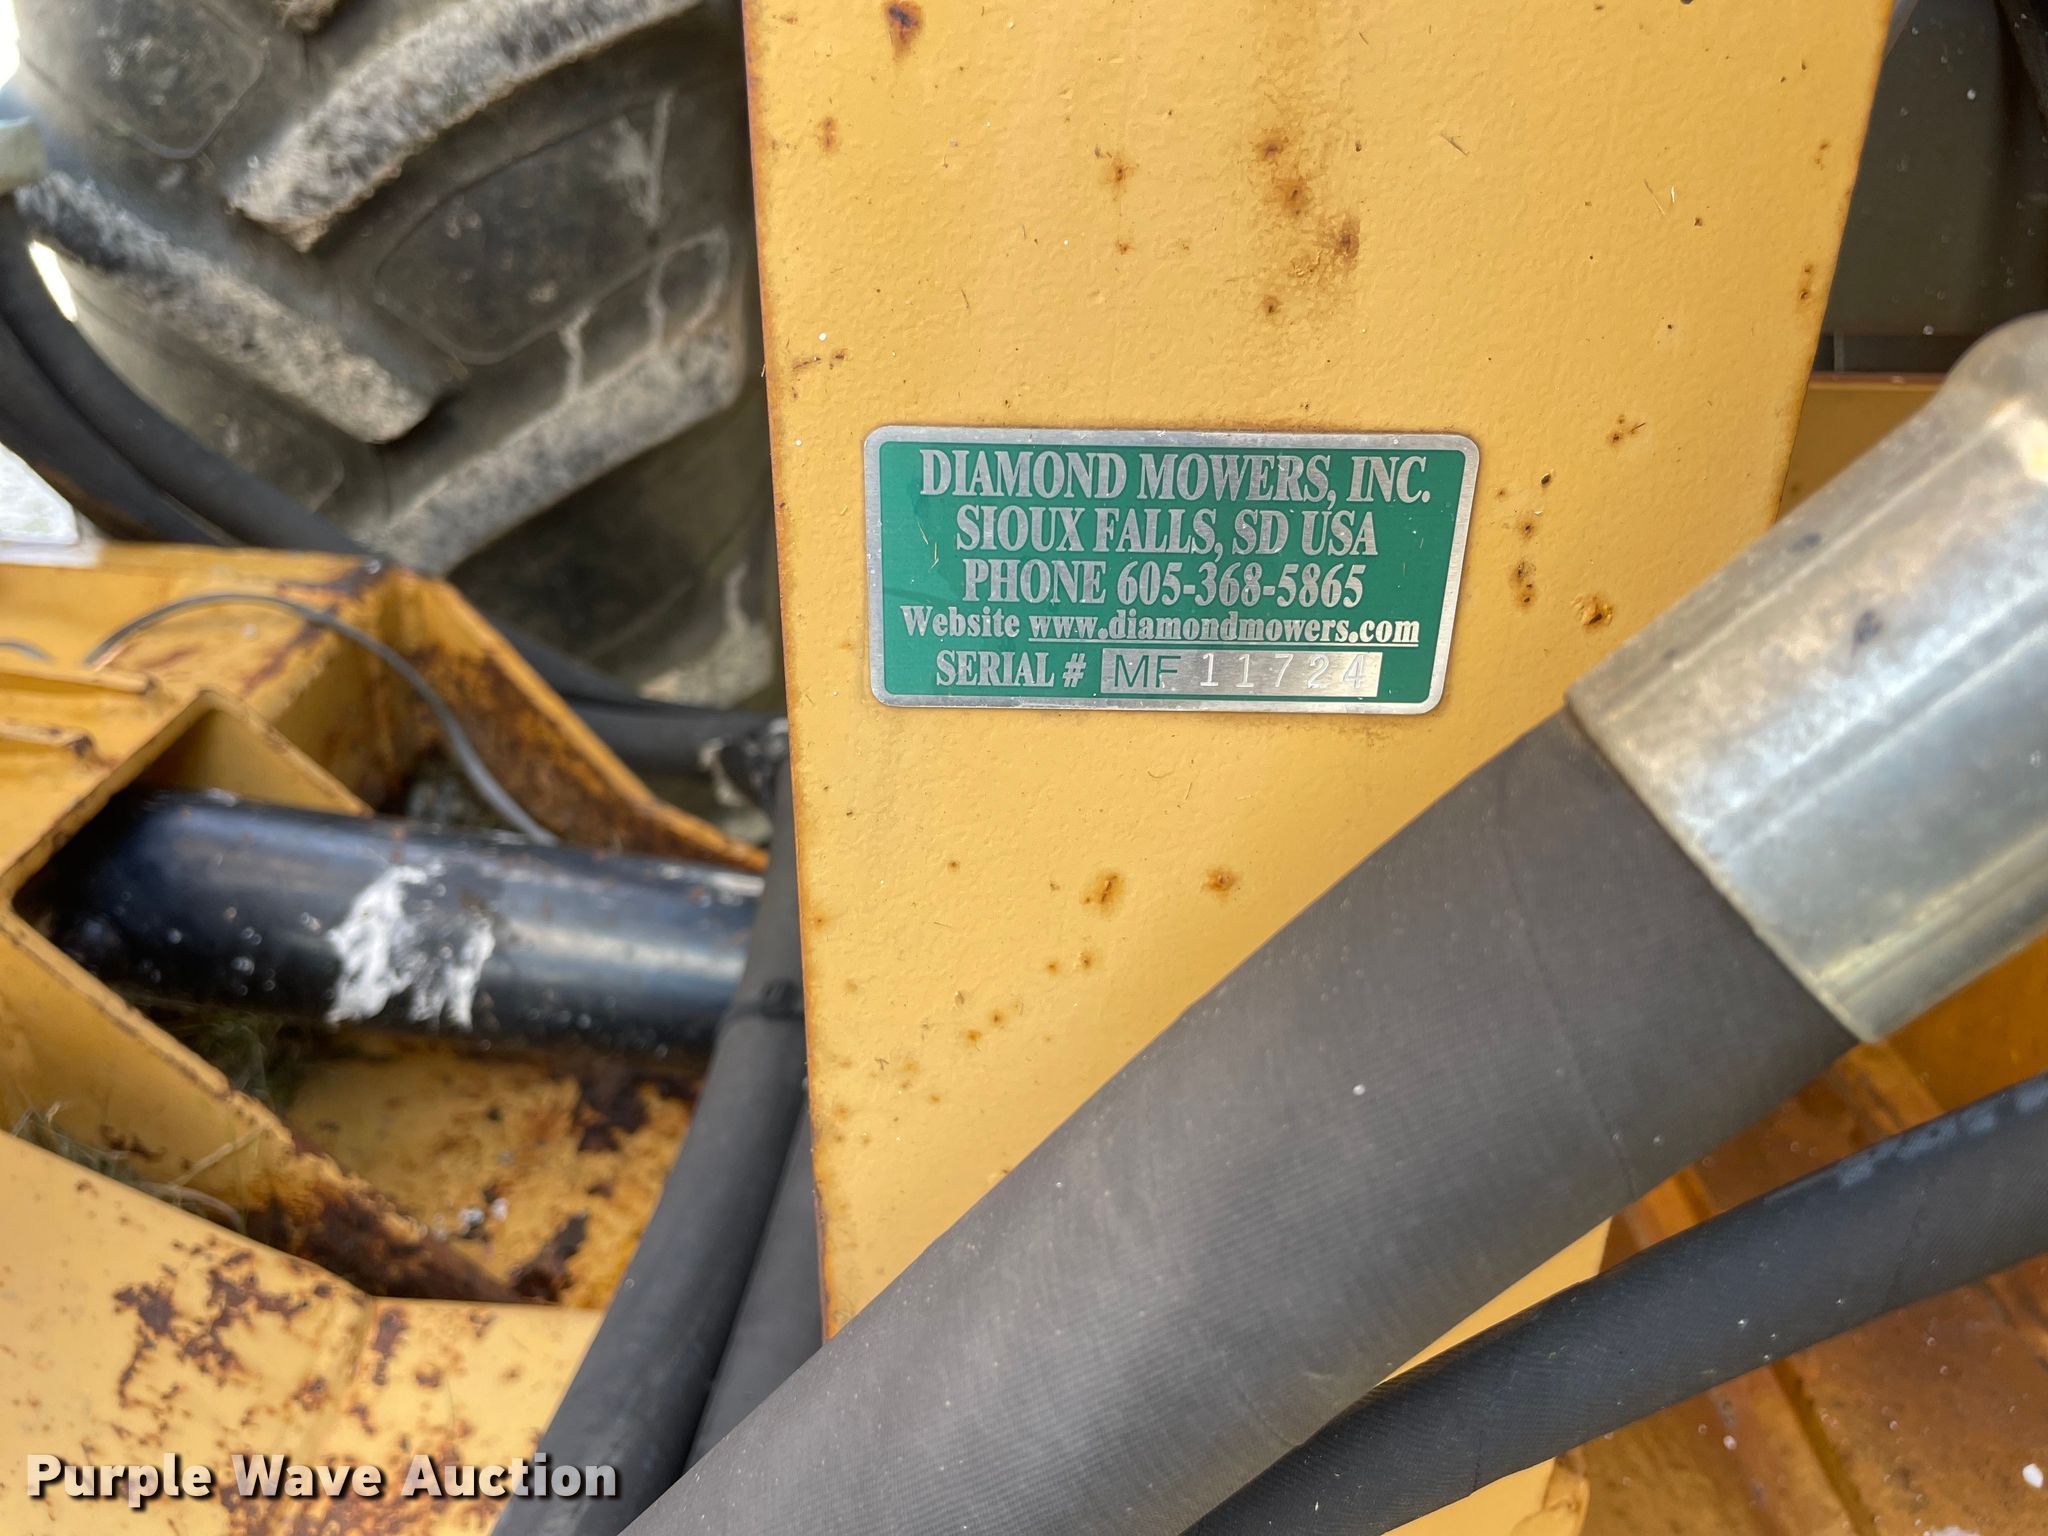 DIAMOND MOWERS, INC.
SIOUX FALLS, SD USA
PHONE 605-368-5865
Website www.diamondmowers.com
SERIAL # MF 11724
Purple Wave Auction